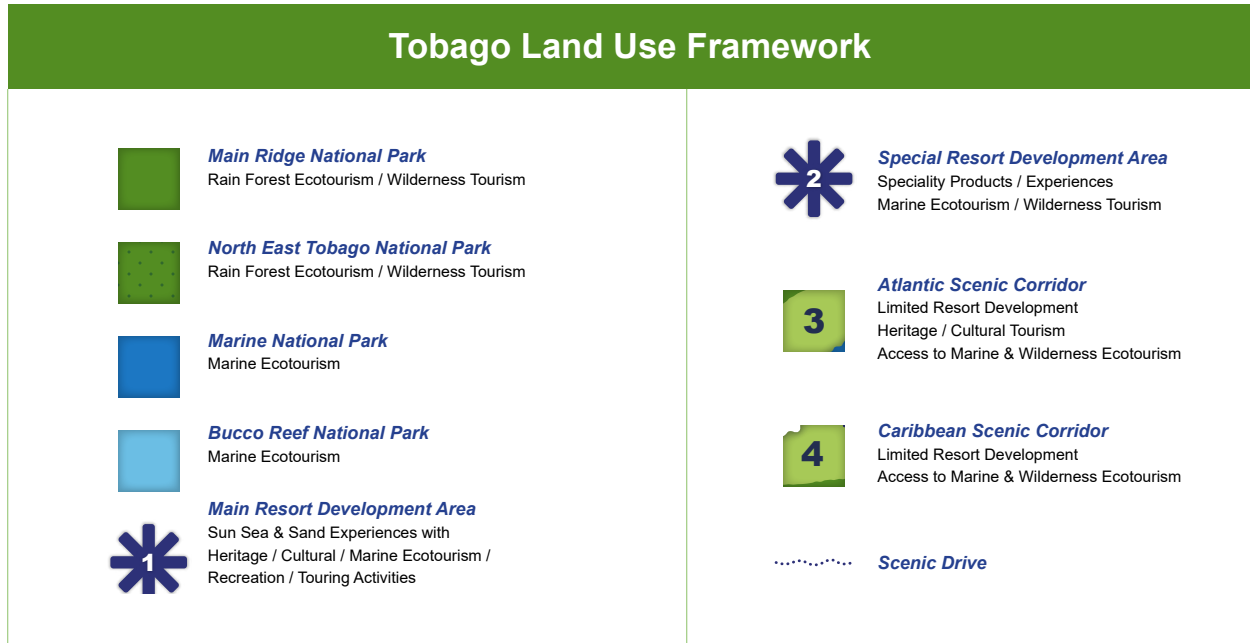 Tobago Land Use Framework
Main Ridge National Park
Rain Forest Ecotourism / Wilderness Tourism
North East Tobago National Park
Rain Forest Ecotourism / Wilderness Tourism
Marine National Park
Marine Ecotourism
Bucco Reef National Park
Marine Ecotourism
1
Main Resort Development Area
Sun Sea & Sand Experiences with
Heritage / Cultural / Marine Ecotourism /
Recreation / Touring Activities
2
Special Resort Development Area
Speciality Products / Experiences
Marine Ecotourism / Wilderness Tourism
3
Atlantic Scenic Corridor
Limited Resort Development
Heritage / Cultural Tourism
Access to Marine & Wilderness Ecotourism
4
Caribbean Scenic Corridor
Limited Resort Development
Access to Marine & Wilderness Ecotourism
Scenic Drive